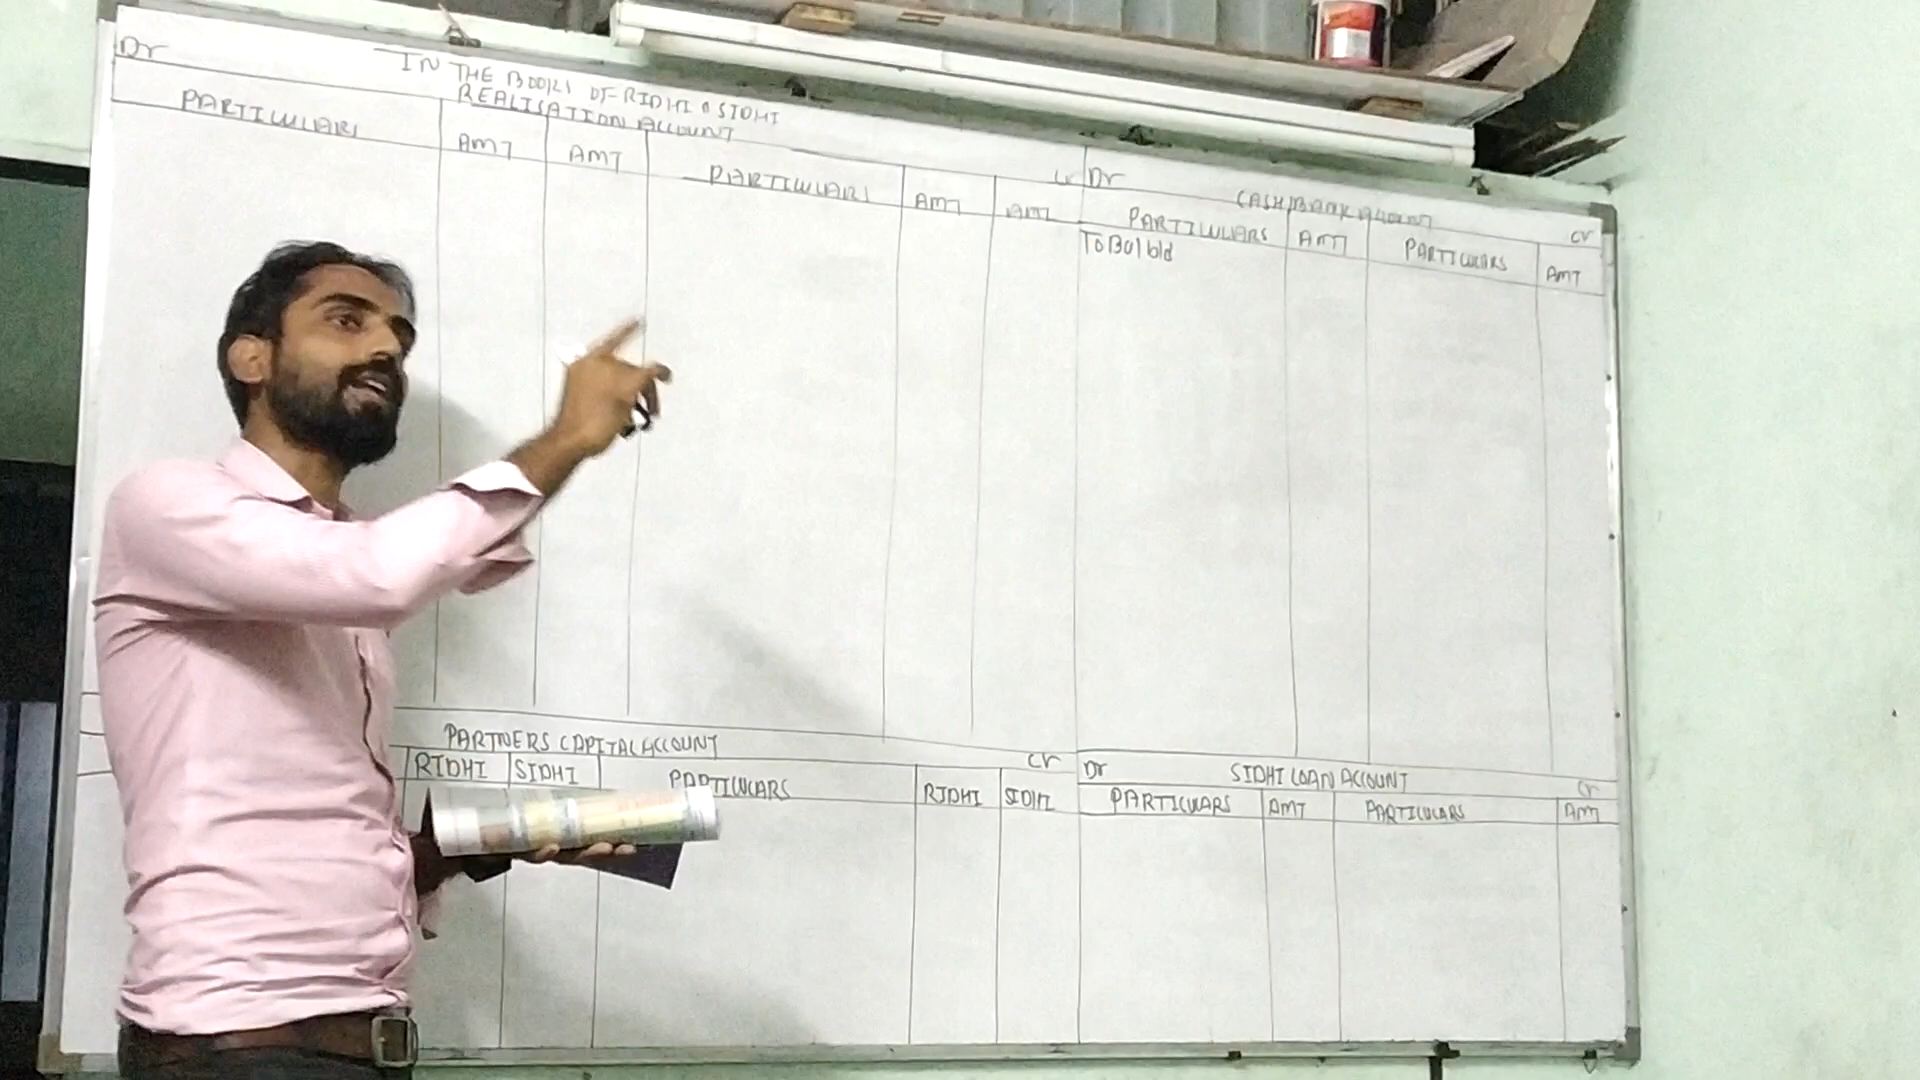 Dr
IN THE BOOKS OF RIDHI & SIDHI
REALISATION ACCOUNT
Cr
PARTICULARS AMT AMT PARTICULARS AMT AMT
Dr CASH/BANK ACCOUNT Cr
PARTICULARS AMT PARTICULARS AMT
To Bal b/d
PARTNERS CAPITAL ACCOUNT Cr
RIDHI SIDHI PARTICULARS RIDHI SIDHI
Dr SIDHI LOAN ACCOUNT Cr
PARTICULARS AMT PARTICULARS AMT